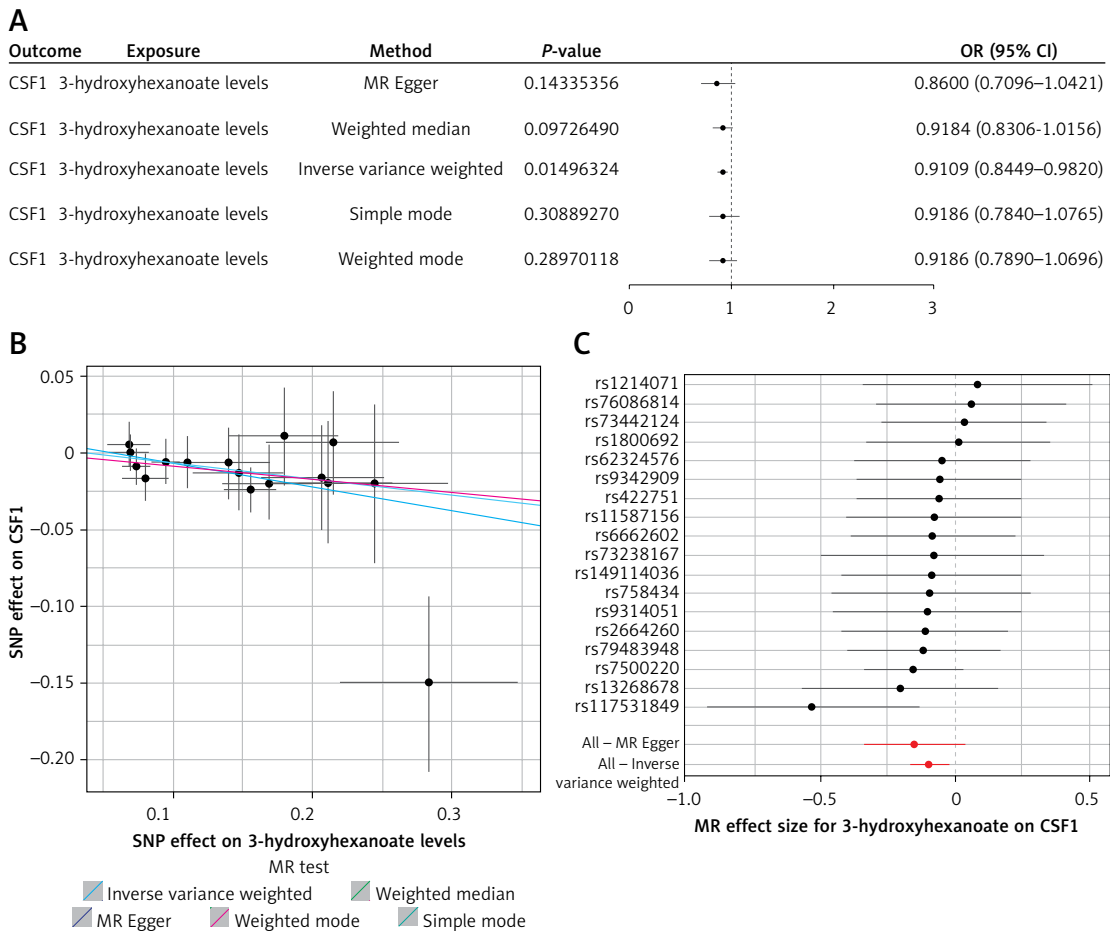 A
Outcome Exposure Method P-value OR (95% CI)
CSF1 3-hydroxyhexanoate levels MR Egger 0.14335356 0.8600 (0.7096–1.0421)
CSF1 3-hydroxyhexanoate levels Weighted median 0.09726490 0.9184 (0.8306-1.0156)
CSF1 3-hydroxyhexanoate levels Inverse variance weighted 0.01496324 0.9109 (0.8449–0.9820)
CSF1 3-hydroxyhexanoate levels Simple mode 0.30889270 0.9186 (0.7840–1.0765)
CSF1 3-hydroxyhexanoate levels Weighted mode 0.28970118 0.9186 (0.7890–1.0696)
0 1 2 3
B
SNP effect on CSF1
0.05
0
−0.05
−0.10
−0.15
−0.20
0.1 0.2 0.3
SNP effect on 3-hydroxyhexanoate levels
MR test
Inverse variance weighted Weighted median
MR Egger Weighted mode Simple mode
C
rs1214071
rs76086814
rs73442124
rs1800692
rs62324576
rs9342909
rs422751
rs11587156
rs6662602
rs73238167
rs149114036
rs758434
rs9314051
rs2664260
rs79483948
rs7500220
rs13268678
rs117531849
All – MR Egger
All – Inverse
variance weighted
−1.0 −0.5 0 0.5
MR effect size for 3-hydroxyhexanoate on CSF1